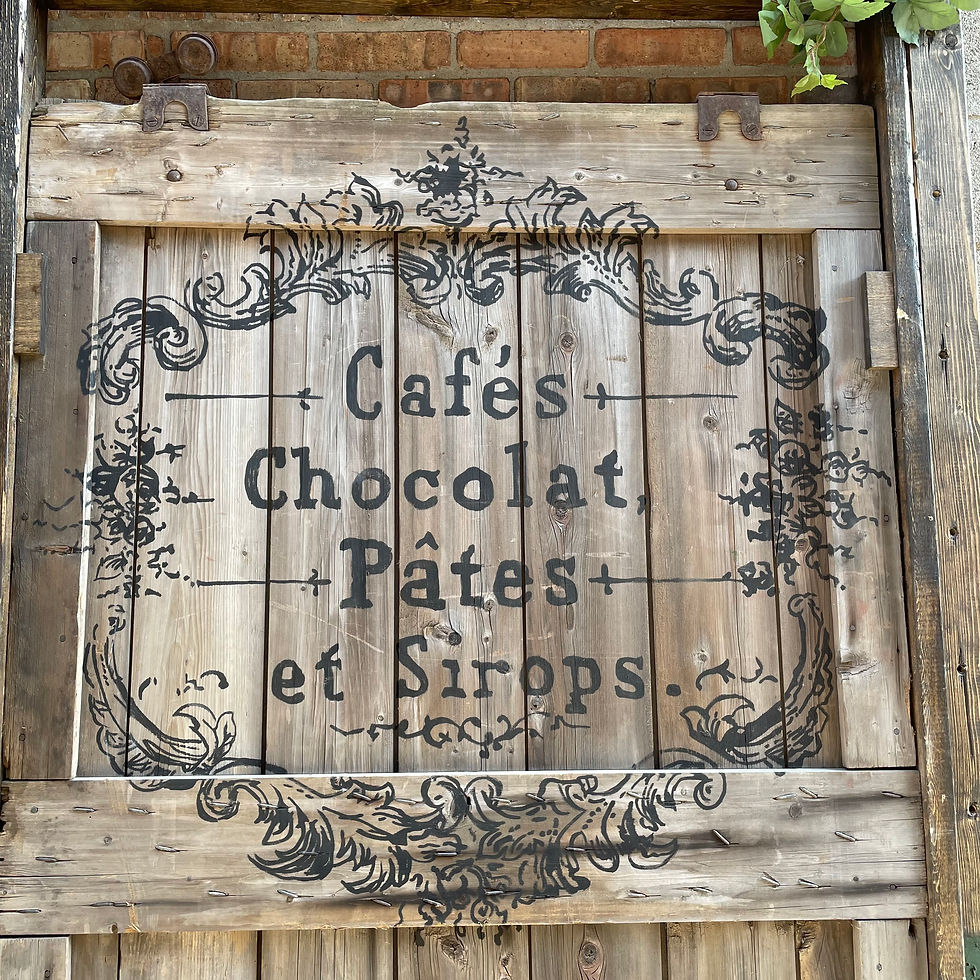 Cafés
Chocolat,
Pâtes
et Sirops.